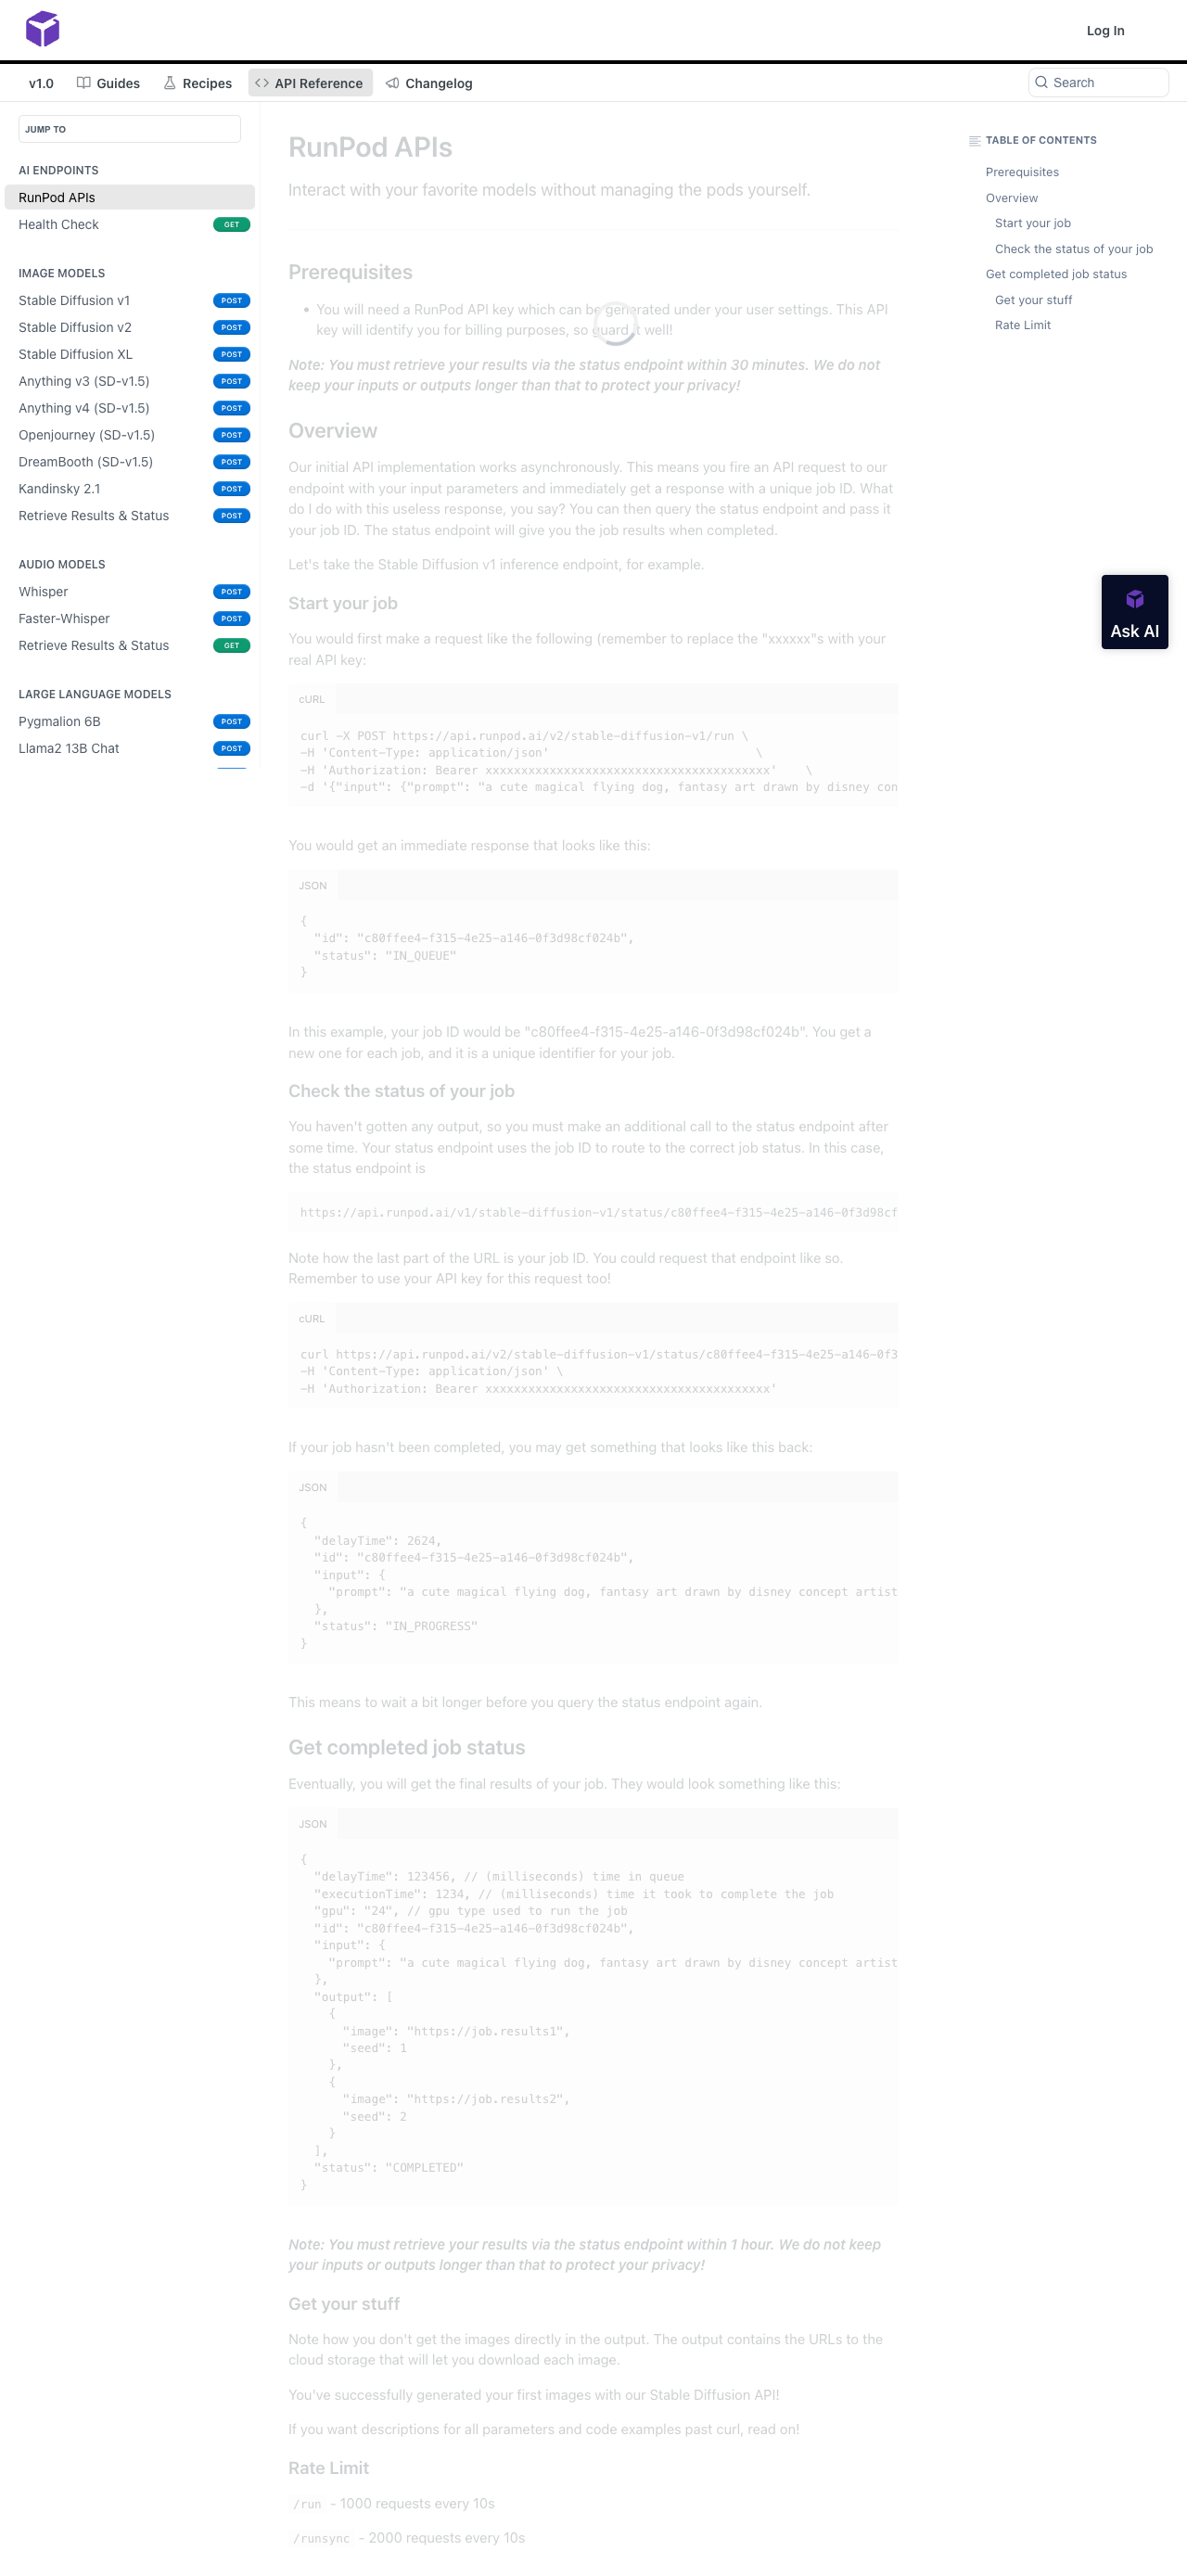 Log In
v1.0
Guides
Recipes
API Reference
Changelog
Search
JUMP TO
AI ENDPOINTS
RunPod APIs
Health Check GET
IMAGE MODELS
Stable Diffusion v1 POST
Stable Diffusion v2 POST
Stable Diffusion XL POST
Anything v3 (SD-v1.5) POST
Anything v4 (SD-v1.5) POST
Openjourney (SD-v1.5) POST
DreamBooth (SD-v1.5) POST
Kandinsky 2.1 POST
Retrieve Results & Status POST
AUDIO MODELS
Whisper POST
Faster-Whisper POST
Retrieve Results & Status GET
LARGE LANGUAGE MODELS
Pygmalion 6B POST
Llama2 13B Chat POST
RunPod APIs
Interact with your favorite models without managing the pods yourself.
Prerequisites
• You will need a RunPod API key which can be generated under your user settings. This API
key will identify you for billing purposes, so guard it well!
Note: You must retrieve your results via the status endpoint within 30 minutes. We do not
keep your inputs or outputs longer than that to protect your privacy!
Overview
Our initial API implementation works asynchronously. This means you fire an API request to our
endpoint with your input parameters and immediately get a response with a unique job ID. What
do I do with this useless response, you say? You can then query the status endpoint and pass it
your job ID. The status endpoint will give you the job results when completed.
Let's take the Stable Diffusion v1 inference endpoint, for example.
Start your job
You would first make a request like the following (remember to replace the "xxxxxx"s with your
real API key:
cURL
curl -X POST https://api.runpod.ai/v2/stable-diffusion-v1/run \
-H 'Content-Type: application/json' \
-H 'Authorization: Bearer xxxxxxxxxxxxxxxxxxxxxxxxxxxxxxxxxxxxxxxx' \
-d '{"input": {"prompt": "a cute magical flying dog, fantasy art drawn by disney con
You would get an immediate response that looks like this:
JSON
{
"id": "c80ffee4-f315-4e25-a146-0f3d98cf024b",
"status": "IN_QUEUE"
}
In this example, your job ID would be "c80ffee4-f315-4e25-a146-0f3d98cf024b". You get a
new one for each job, and it is a unique identifier for your job.
Check the status of your job
You haven't gotten any output, so you must make an additional call to the status endpoint after
some time. Your status endpoint uses the job ID to route to the correct job status. In this case,
the status endpoint is
https://api.runpod.ai/v1/stable-diffusion-v1/status/c80ffee4-f315-4e25-a146-0f3d98cf
Note how the last part of the URL is your job ID. You could request that endpoint like so.
Remember to use your API key for this request too!
cURL
curl https://api.runpod.ai/v2/stable-diffusion-v1/status/c80ffee4-f315-4e25-a146-0f3
-H 'Content-Type: application/json' \
-H 'Authorization: Bearer xxxxxxxxxxxxxxxxxxxxxxxxxxxxxxxxxxxxxxxx'
If your job hasn't been completed, you may get something that looks like this back:
JSON
{
"delayTime": 2624,
"id": "c80ffee4-f315-4e25-a146-0f3d98cf024b",
"input": {
"prompt": "a cute magical flying dog, fantasy art drawn by disney concept artist
},
"status": "IN_PROGRESS"
}
This means to wait a bit longer before you query the status endpoint again.
Get completed job status
Eventually, you will get the final results of your job. They would look something like this:
JSON
{
"delayTime": 123456, // (milliseconds) time in queue
"executionTime": 1234, // (milliseconds) time it took to complete the job
"gpu": "24", // gpu type used to run the job
"id": "c80ffee4-f315-4e25-a146-0f3d98cf024b",
"input": {
"prompt": "a cute magical flying dog, fantasy art drawn by disney concept artist
},
"output": [
{
"image": "https://job.results1",
"seed": 1
},
{
"image": "https://job.results2",
"seed": 2
}
],
"status": "COMPLETED"
}
Note: You must retrieve your results via the status endpoint within 1 hour. We do not keep
your inputs or outputs longer than that to protect your privacy!
Get your stuff
Note how you don't get the images directly in the output. The output contains the URLs to the
cloud storage that will let you download each image.
You've successfully generated your first images with our Stable Diffusion API!
If you want descriptions for all parameters and code examples past curl, read on!
Rate Limit
/run - 1000 requests every 10s
/runsync - 2000 requests every 10s
TABLE OF CONTENTS
Prerequisites
Overview
Start your job
Check the status of your job
Get completed job status
Get your stuff
Rate Limit
Ask AI